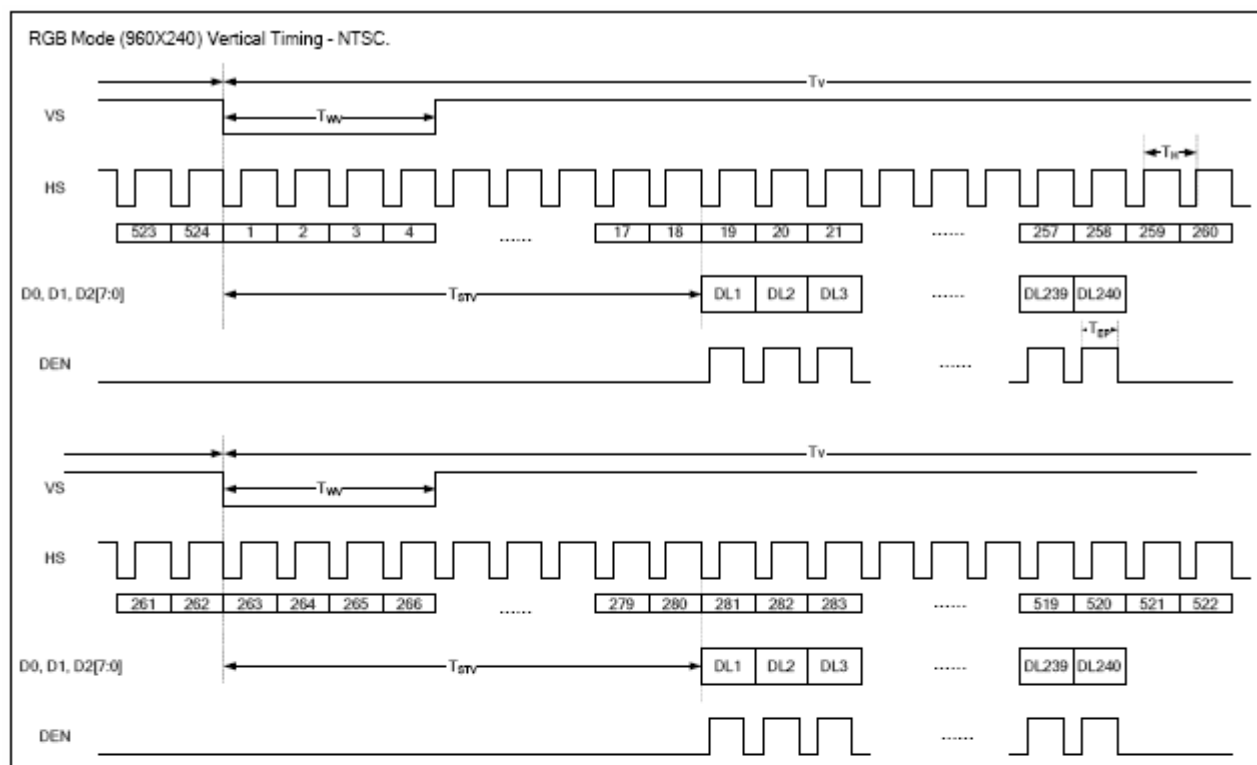 RGB Mode (960X240) Vertical Timing - NTSC.
Tv
VS
TWV
TH
HS
523 524 1 2 3 4 ...... 17 18 19 20 21 ...... 257 258 259 260
D0, D1, D2[7:0]
TSTV
DL1 DL2 DL3 ...... DL239 DL240
TEP
DEN
......
Tv
VS
TWV
HS
261 262 263 264 265 266 ...... 279 280 281 282 283 ...... 519 520 521 522
D0, D1, D2[7:0]
TSTV
DL1 DL2 DL3 ...... DL239 DL240
DEN
......